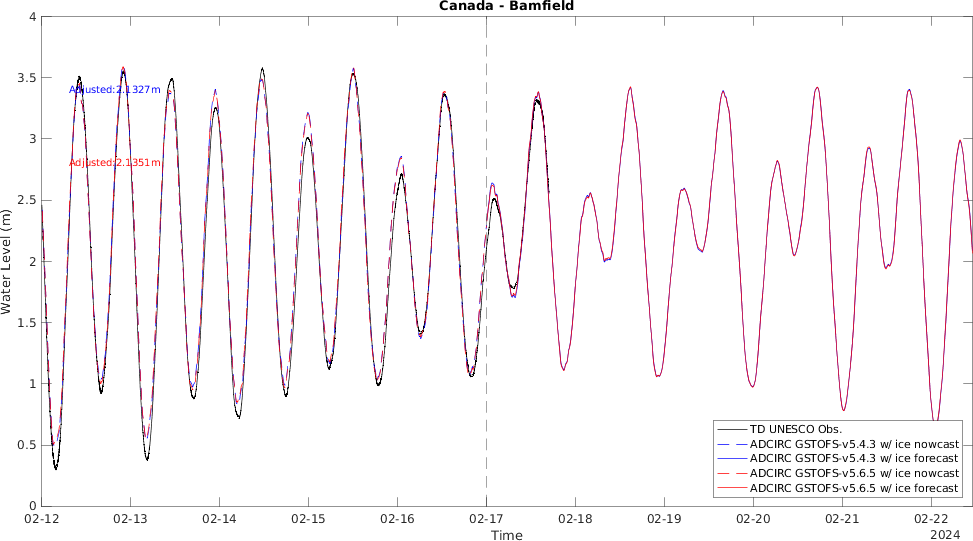 Canada - Bamfield
4
3.5
3
2.5
2
1.5
1
0.5
0
Water Level (m)
Adjusted:2.1327m
Adjusted:2.1351m
TD UNESCO Obs.
ADCIRC GSTOFS-v5.4.3 w/ ice nowcast
ADCIRC GSTOFS-v5.4.3 w/ ice forecast
ADCIRC GSTOFS-v5.6.5 w/ ice nowcast
ADCIRC GSTOFS-v5.6.5 w/ ice forecast
02-12 02-13 02-14 02-15 02-16 02-17 02-18 02-19 02-20 02-21 02-22
Time
2024